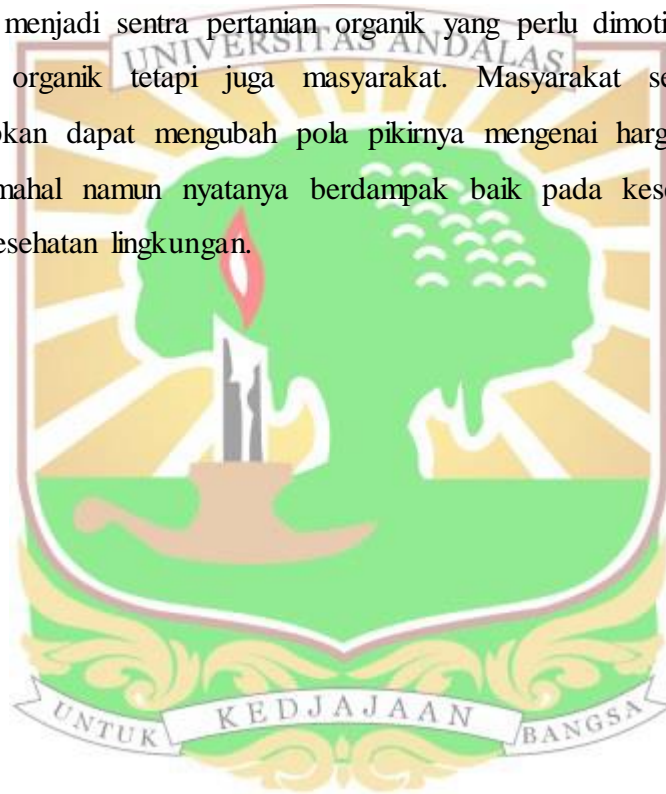 menjadi sentra pertanian organik yang perlu dimoti
UNIVERSITAS ANDALAS
organik tetapi juga masyarakat. Masyarakat se
kan dapat mengubah pola pikirnya mengenai harg
mahal namun nyatanya berdampak baik pada kes
esehatan lingkungan.
UNTUK KEDJAJAAN BANGSA